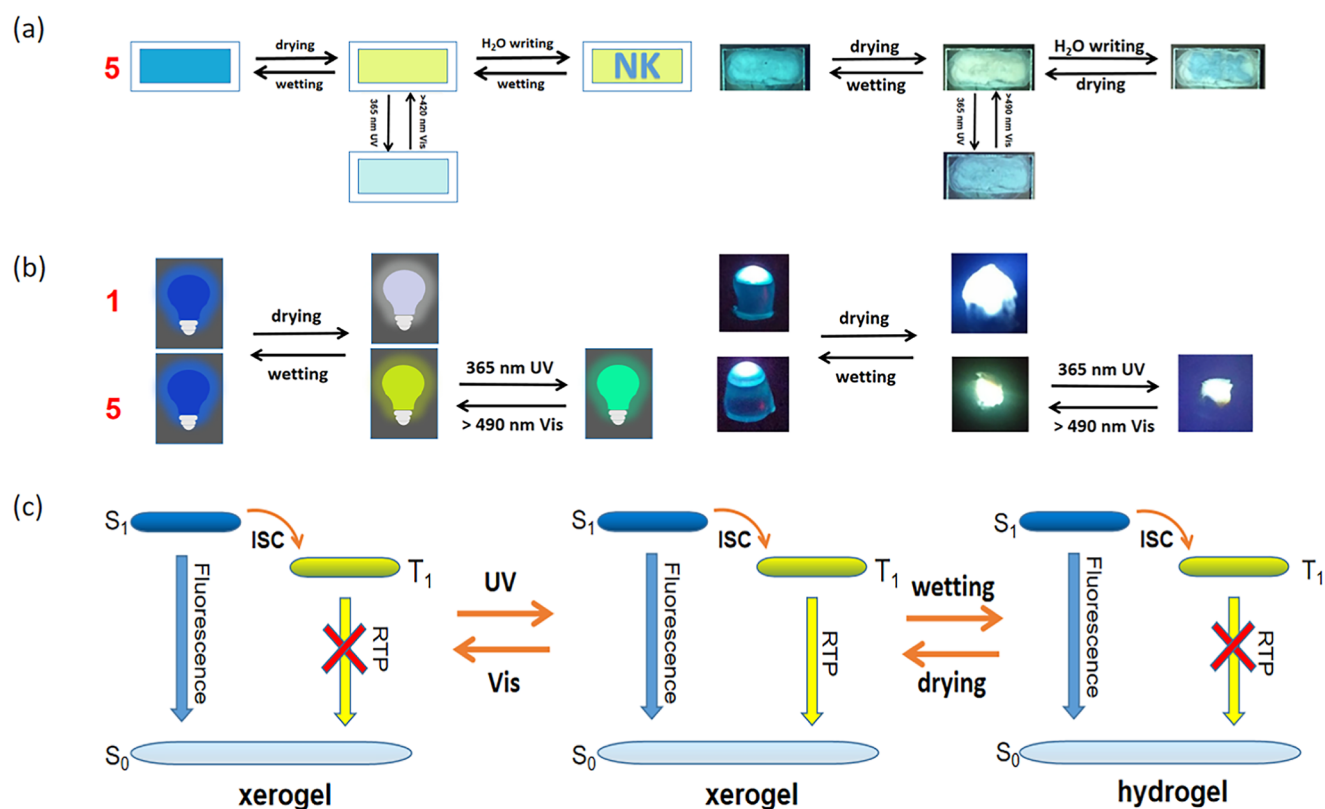 (a)
5
drying
wetting
H₂O writing
wetting
NK
365 nm UV
>420 nm Vis
drying
wetting
H₂O writing
drying
365 nm UV
>490 nm Vis
(b)
1
5
drying
wetting
365 nm UV
> 490 nm Vis
drying
wetting
365 nm UV
> 490 nm Vis
(c)
S₁
ISC
T₁
Fluorescence
RTP
S₀
xerogel
UV
Vis
ISC
T₁
Fluorescence
RTP
xerogel
wetting
drying
S₁
ISC
T₁
Fluorescence
RTP
S₀
hydrogel
S₁
S₀